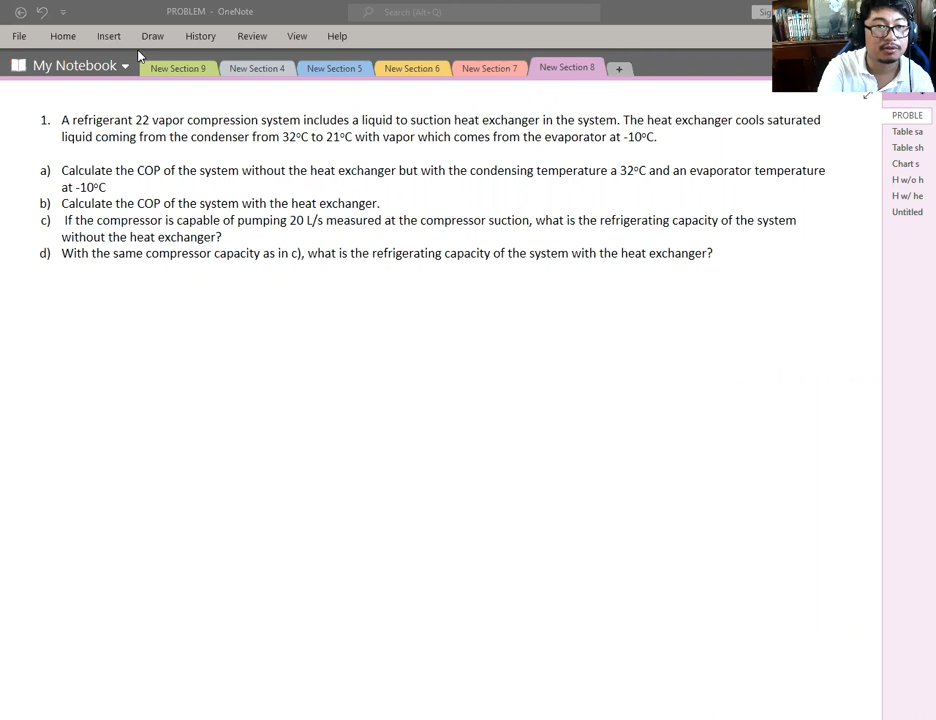 PROBLEM - OneNote
Search (Alt+Q)
Sig
File Home Insert Draw History Review View Help
My Notebook
New Section 9 New Section 4 New Section 5 New Section 6 New Section 7 New Section 8 +
1. A refrigerant 22 vapor compression system includes a liquid to suction heat exchanger in the system. The heat exchanger cools saturated
liquid coming from the condenser from 32ºC to 21ºC with vapor which comes from the evaporator at -10ºC.
a) Calculate the COP of the system without the heat exchanger but with the condensing temperature a 32ºC and an evaporator temperature
at -10ºC
b) Calculate the COP of the system with the heat exchanger.
c) If the compressor is capable of pumping 20 L/s measured at the compressor suction, what is the refrigerating capacity of the system
without the heat exchanger?
d) With the same compressor capacity as in c), what is the refrigerating capacity of the system with the heat exchanger?
PROBLE
Table sa
Table sh
Chart s
H w/o h
H w/ he
Untitled